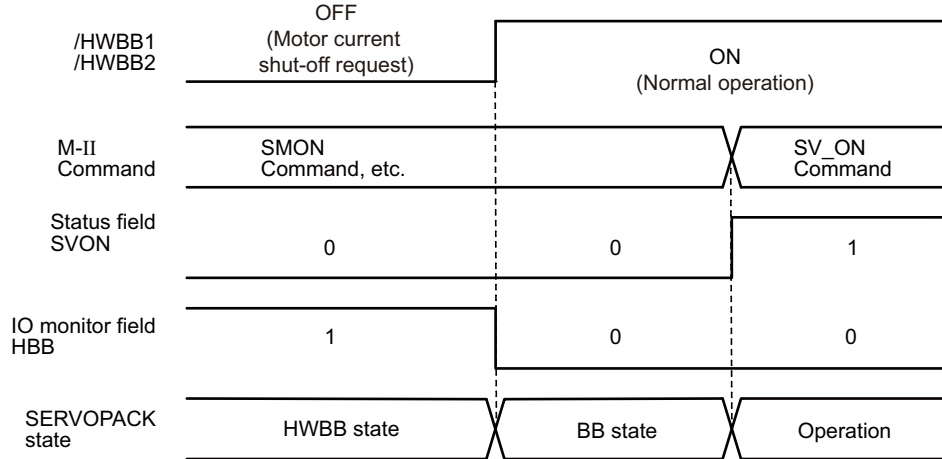 OFF
(Motor current
shut-off request)
/HWBB1
/HWBB2
ON
(Normal operation)
M-II
Command
SMON
Command, etc.
SV_ON
Command
Status field
SVON
0
0
1
IO monitor field
HBB
1
0
0
SERVOPACK
state
HWBB state
BB state
Operation